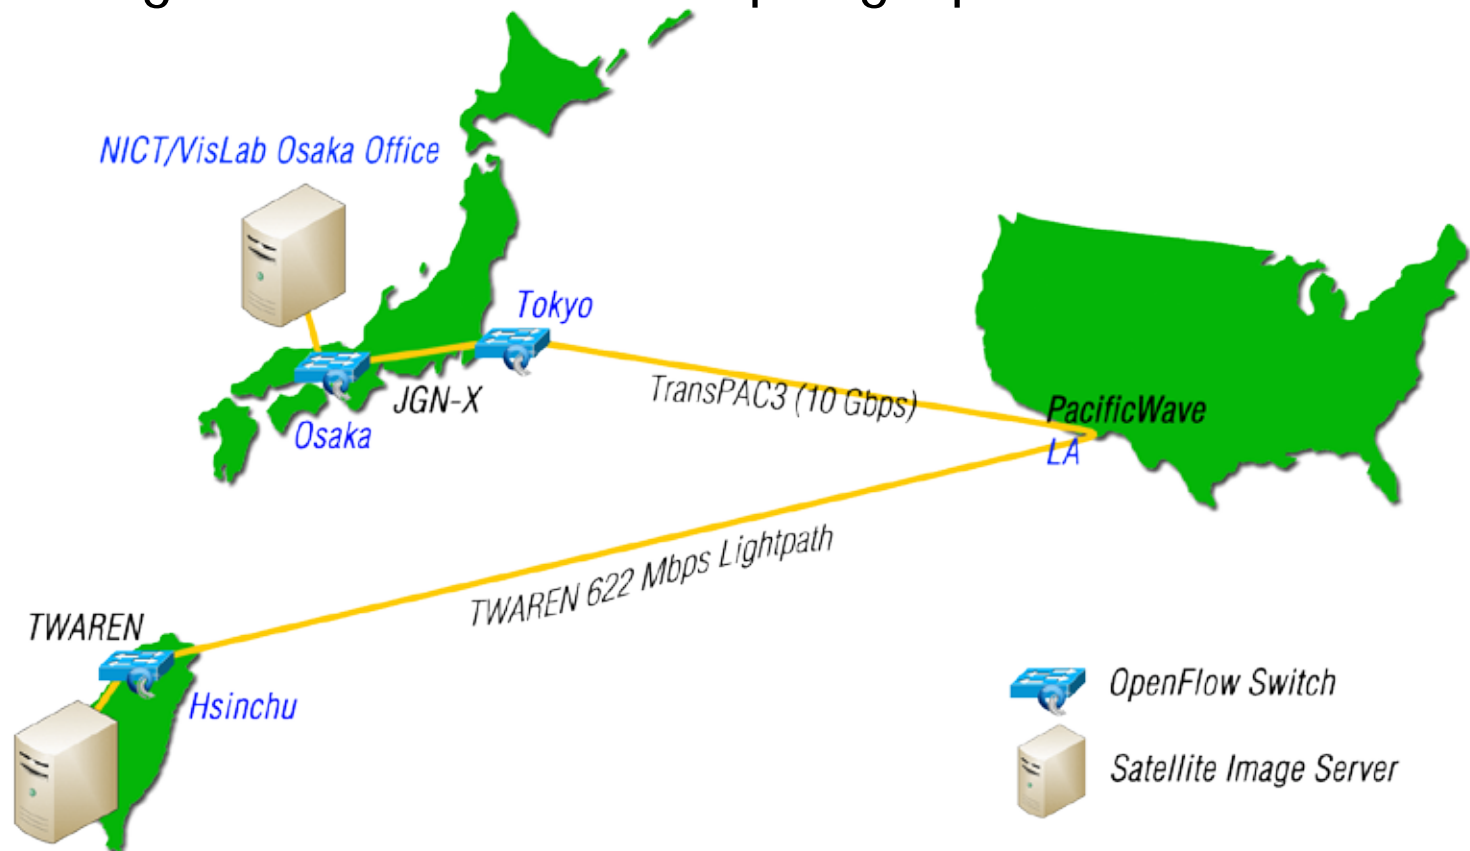 NICT/VisLab Osaka Office
Tokyo
JGN-X
Osaka
TransPAC3 (10 Gbps)
PacificWave
LA
TWAREN 622 Mbps Lightpath
TWAREN
Hsinchu
OpenFlow Switch
Satellite Image Server